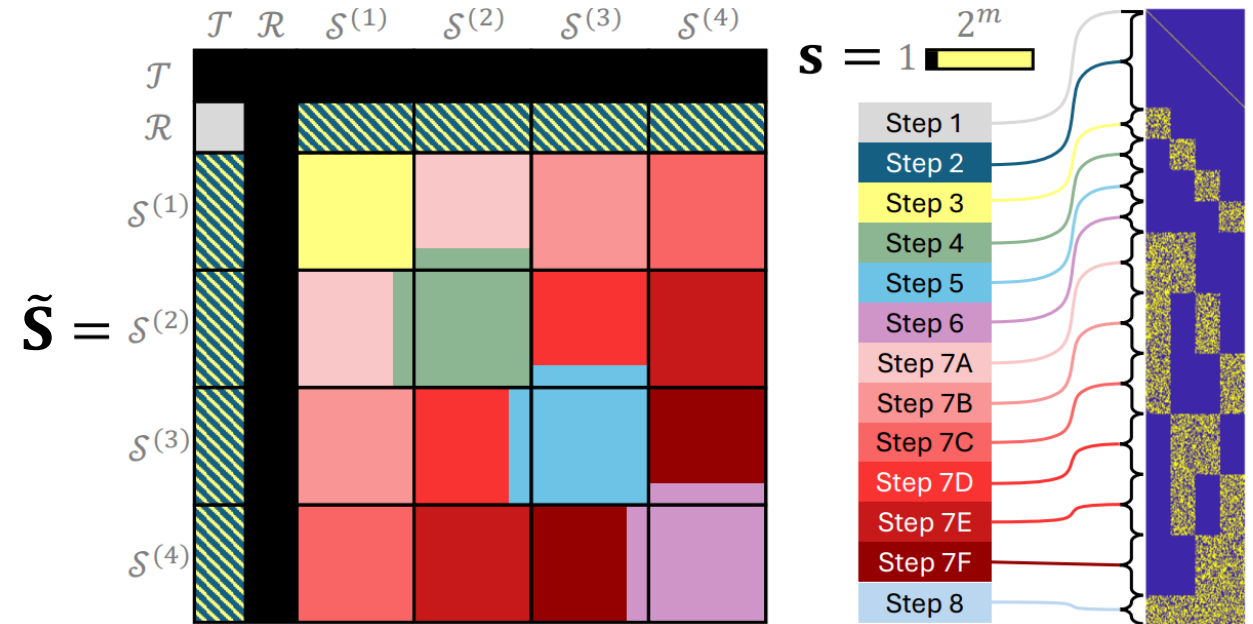 𝒯 ℛ 𝒮⁽¹⁾ 𝒮⁽²⁾ 𝒮⁽³⁾ 𝒮⁽⁴⁾
2ᵐ
s = 1
𝒯
ℛ
𝒮⁽¹⁾
𝒮⁽²⁾
𝒮⁽³⁾
𝒮⁽⁴⁾
S̃ =
Step 1
Step 2
Step 3
Step 4
Step 5
Step 6
Step 7A
Step 7B
Step 7C
Step 7D
Step 7E
Step 7F
Step 8